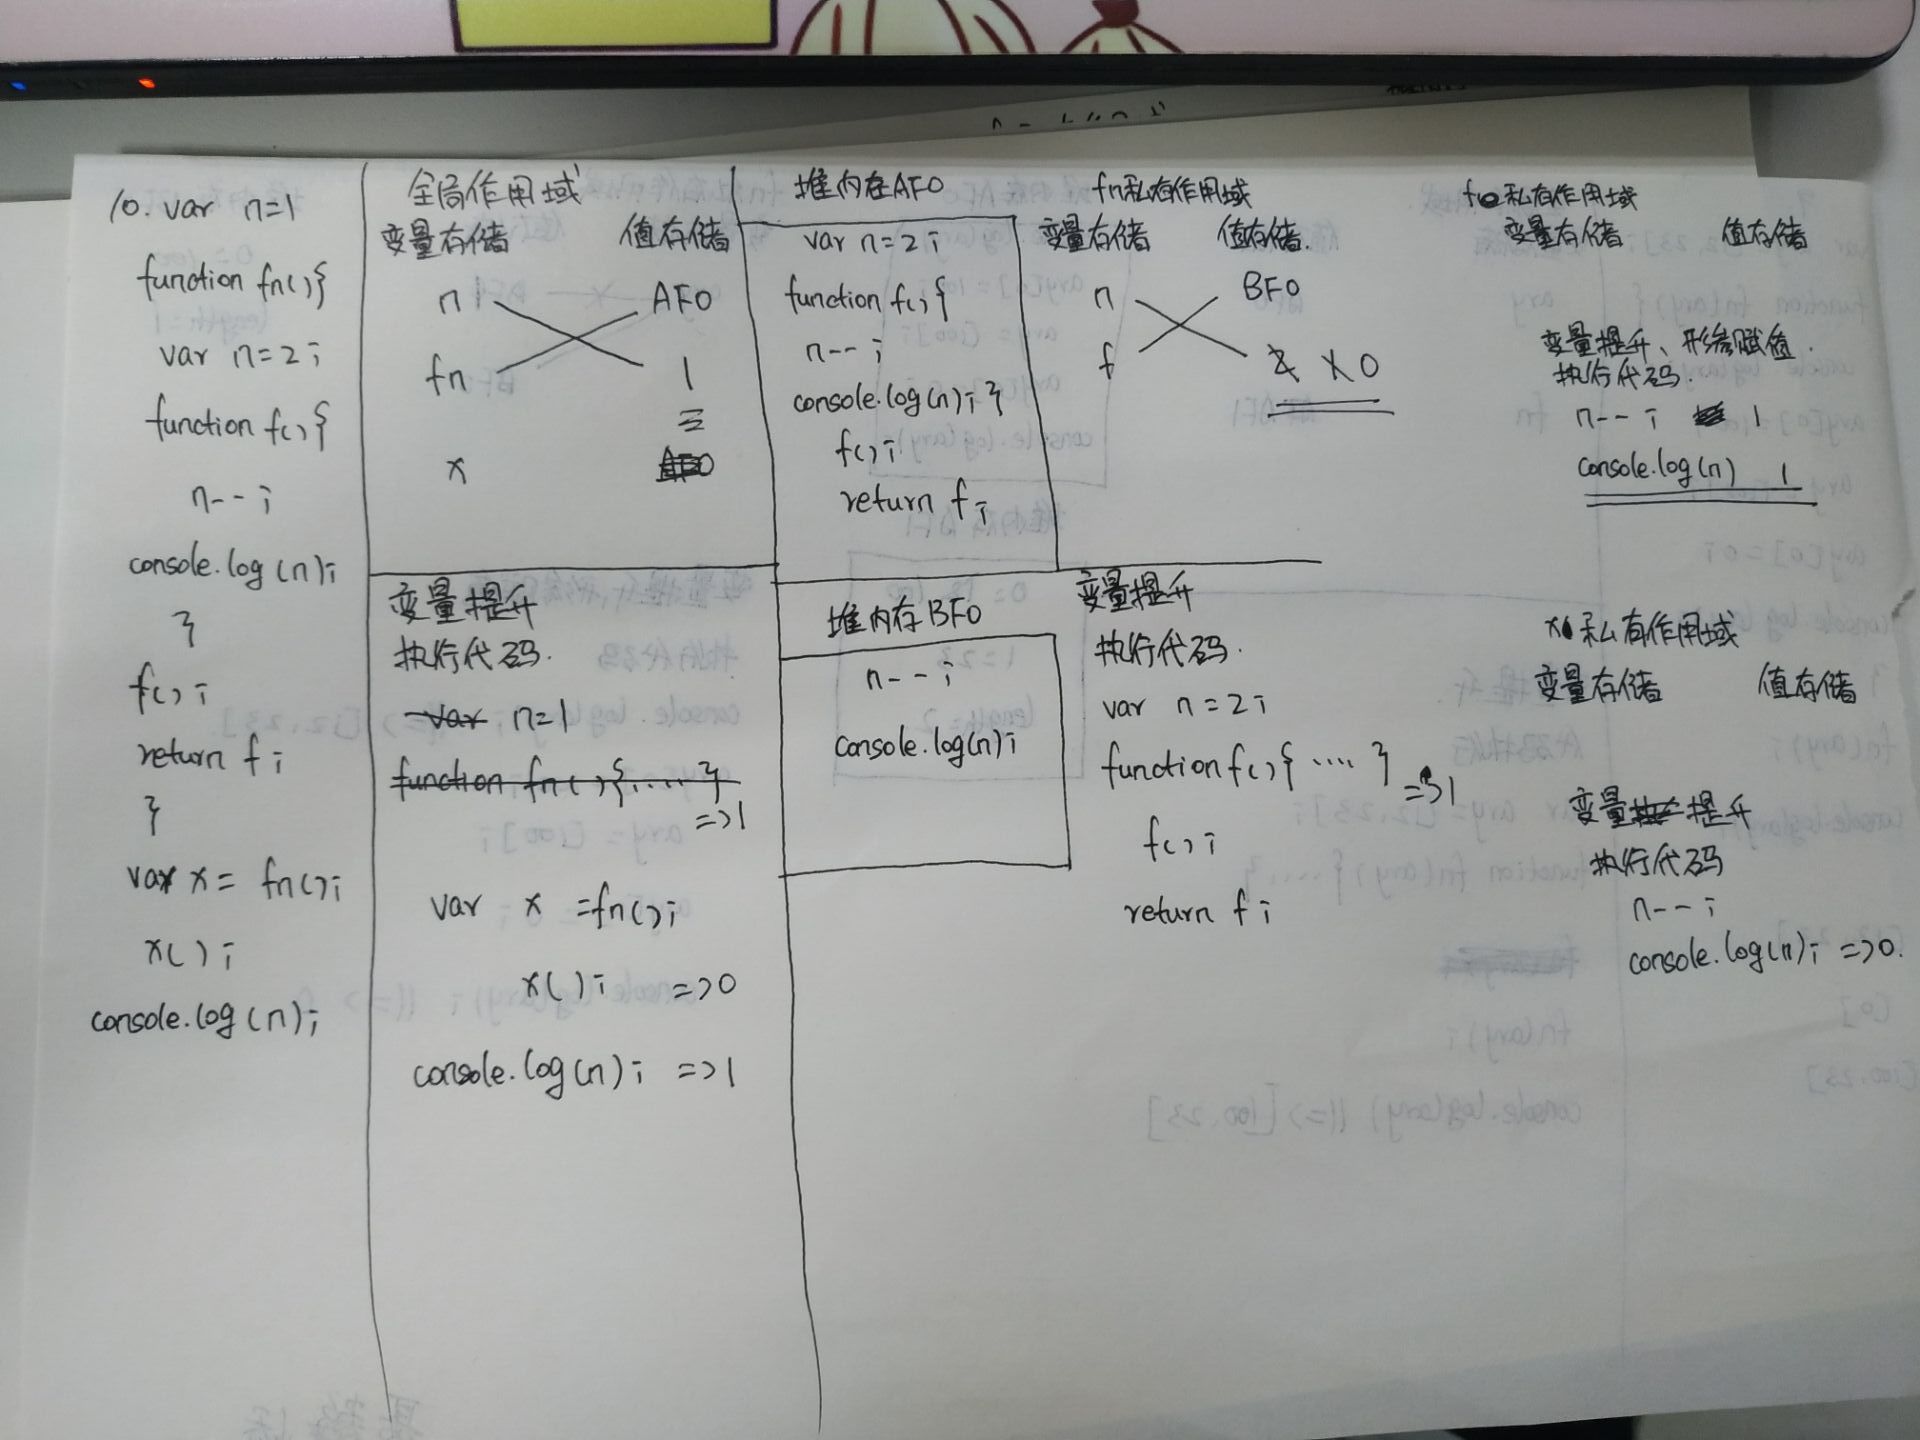 10. var n=1
function fn(){
var n=2;
function f(){
n--;
console.log(n);
}
f();
return f;
}
var x= fn();
x();
console.log(n);
全局作用域
变量存储 值存储
n AF0
fn 1
x
变量提升
执行代码.
var n=1
function fn(){.....}
=>1
var x =fn();
x(); =>0
console.log(n); =>1
堆内存AF0
var n=2;
function f(){
n--;
console.log(n);}
f();
return f;
堆内存BF0
n--;
console.log(n);
fn私有作用域
变量存储 值存储.
n BF0
f 2 1 0
变量提升
执行代码.
var n=2;
function f(){ .... }
=>1
f();
return f;
f私有作用域
变量存储 值存储
变量提升、形参赋值.
执行代码.
n--; 1
console.log(n) 1
x私有作用域
变量存储 值存储
变量提升
执行代码
n--;
console.log(n); =>0.